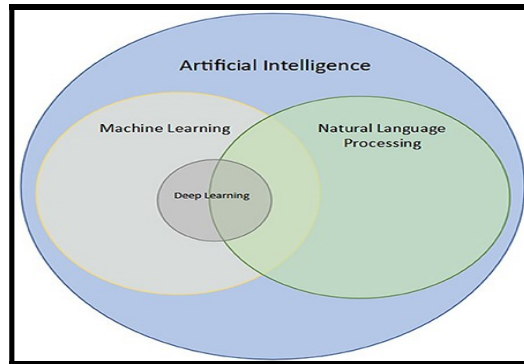 Artificial Intelligence
Machine Learning
Natural Language
Processing
Deep Learning